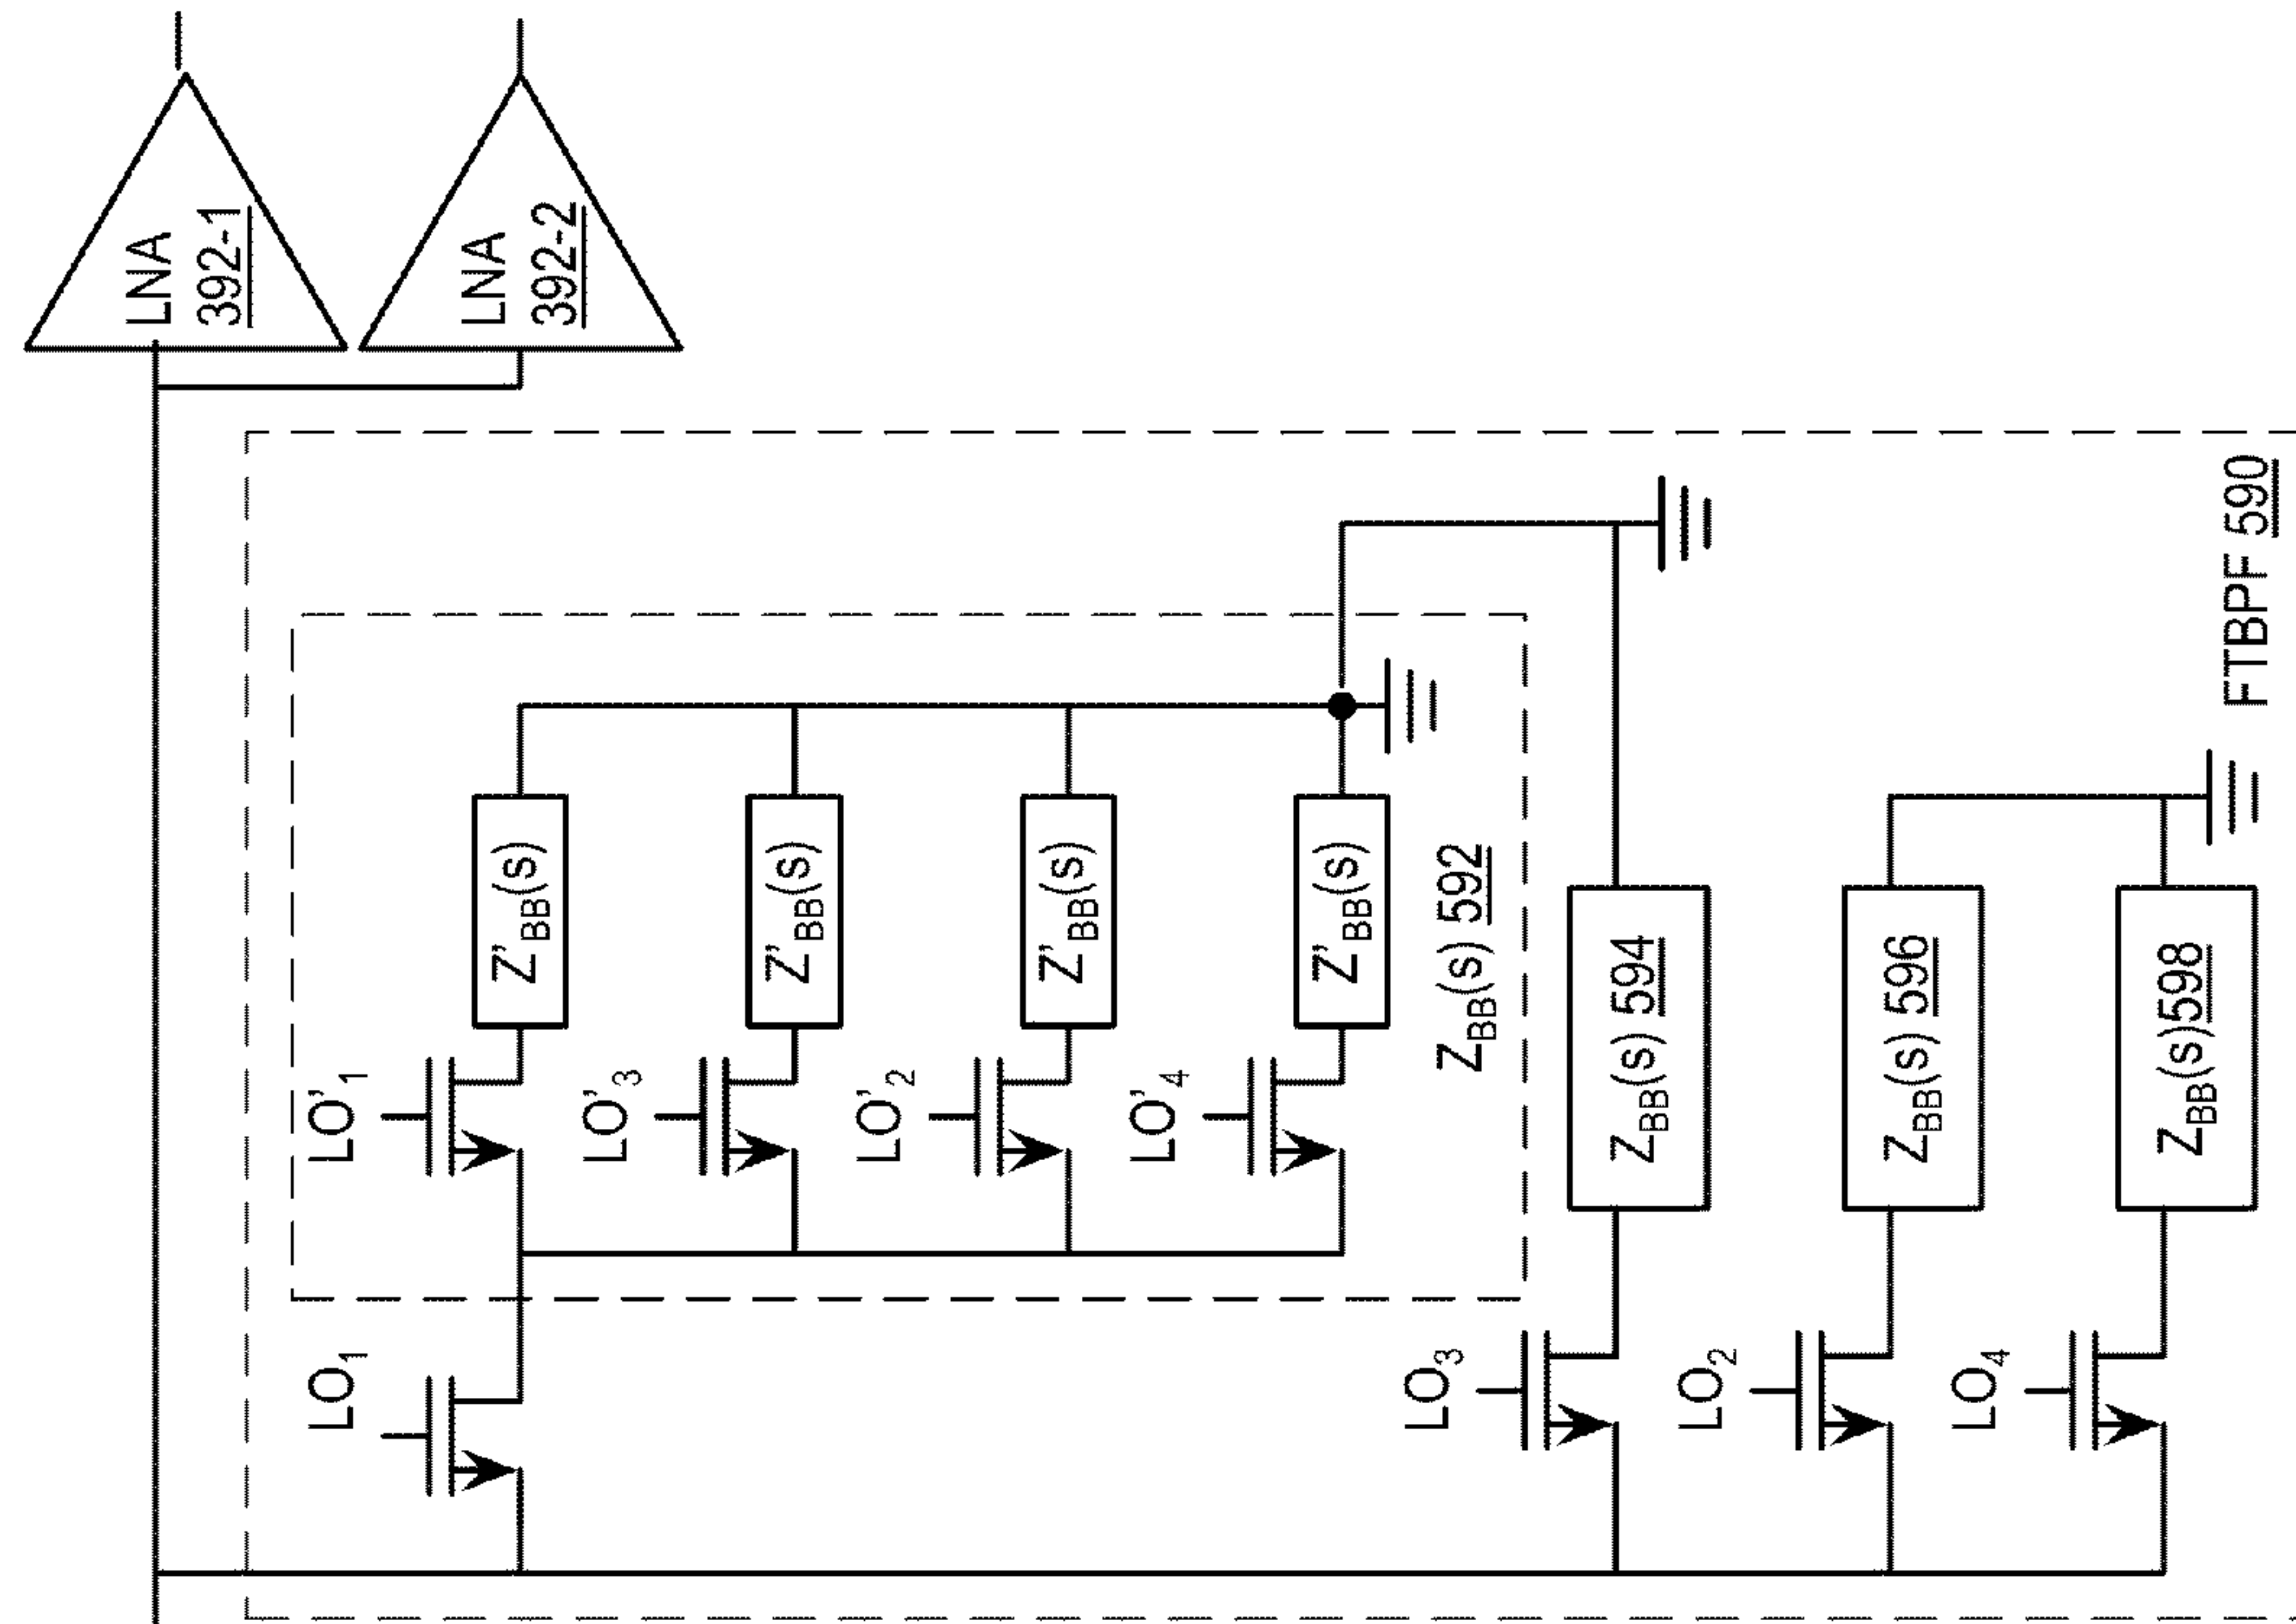 LNA
392-1
LNA
392-2
LO'1
Z'BB(s)
LO'3
Z'BB(s)
LO'2
Z'BB(s)
LO'4
Z'BB(s)
ZBB(s) 592
LO1
LO3
ZBB(s) 594
LO2
ZBB(s) 596
LO4
ZBB(s)598
FTBPF 590